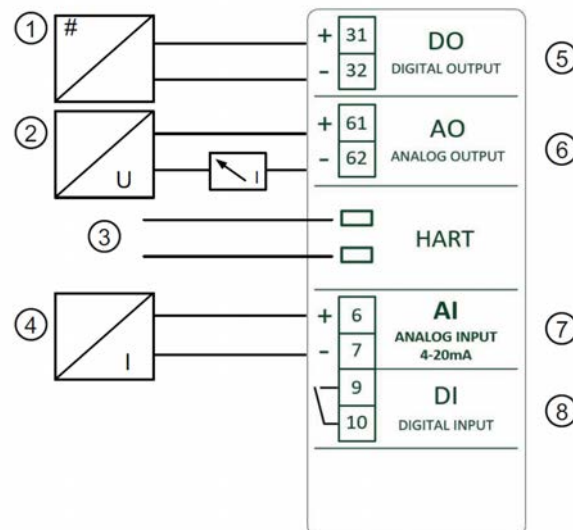 1 # + 31 DO 5
- 32 DIGITAL OUTPUT
2 + 61 AO 6
U I - 62 ANALOG OUTPUT
3 HART
4 + 6 AI 7
ANALOG INPUT
I - 7 4-20mA
9 DI 8
10 DIGITAL INPUT